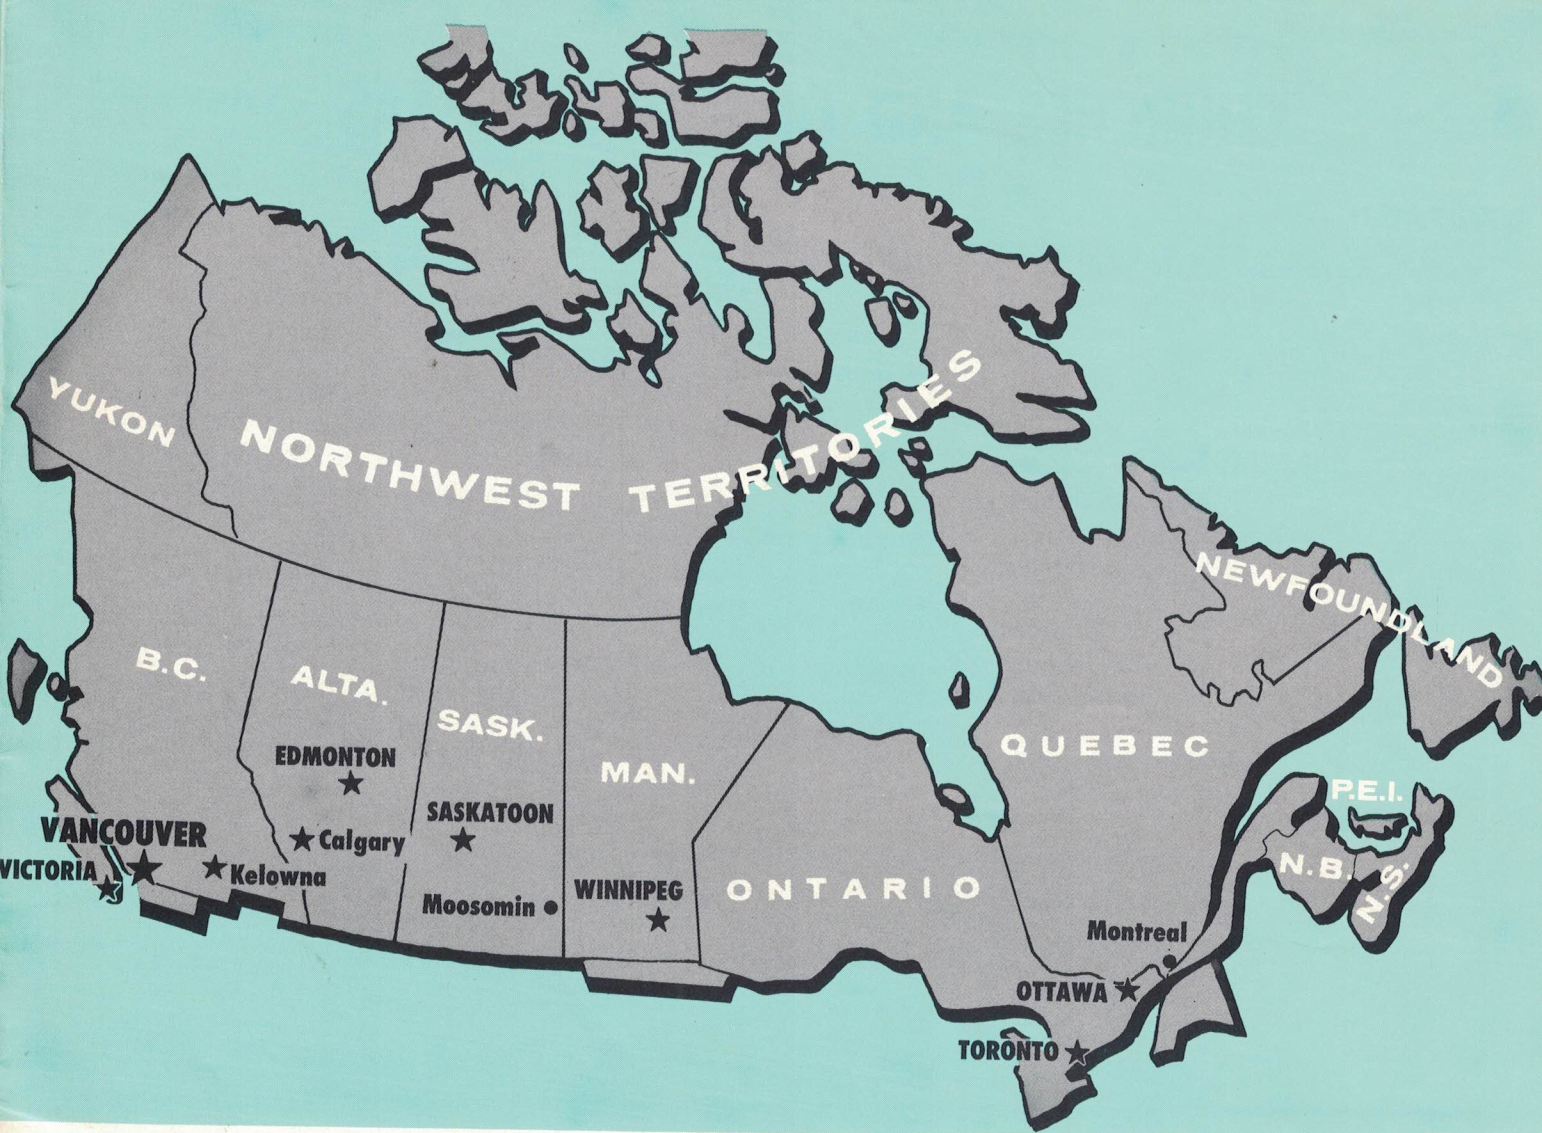 YUKON
NORTHWEST TERRITORIES
NEWFOUNDLAND
B.C.
ALTA.
SASK.
MAN.
QUEBEC
EDMONTON
P.E.I.
SASKATOON
VANCOUVER
Calgary
VICTORIA
Kelowna
N.B.
N.S.
WINNIPEG
ONTARIO
Moosomin
Montreal
OTTAWA
TORONTO